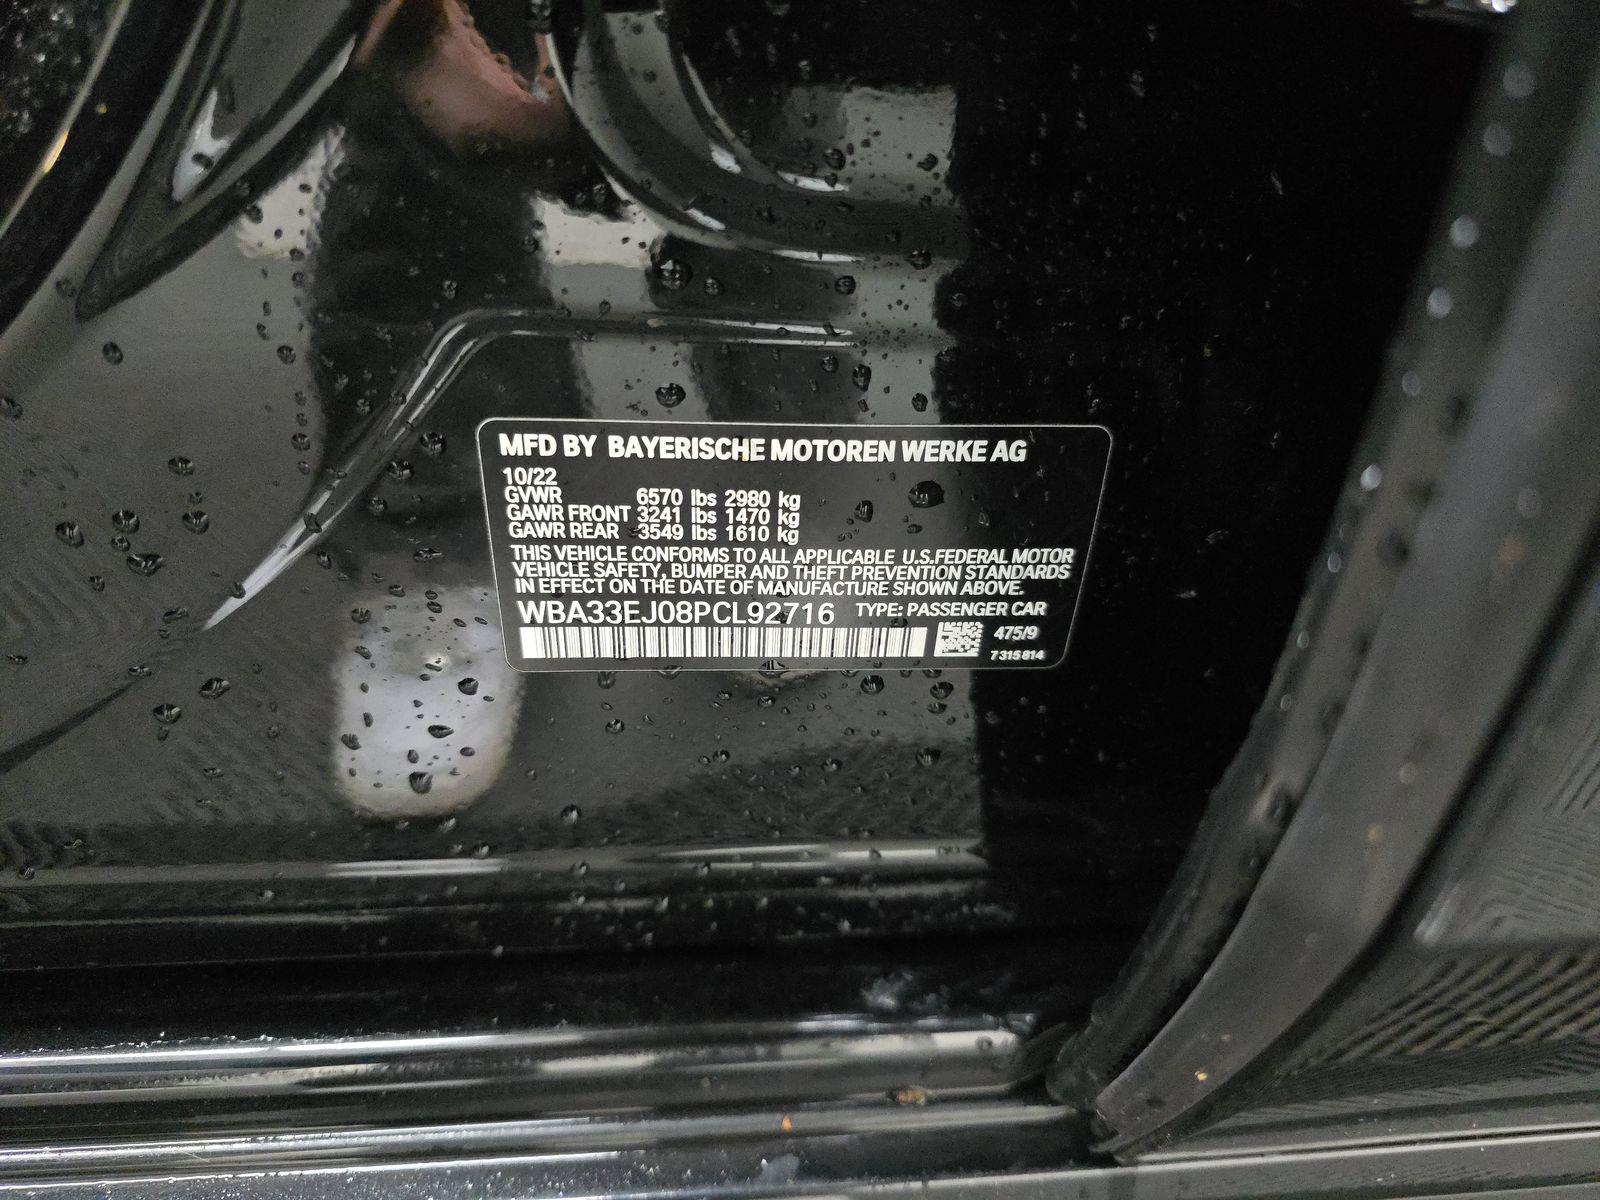 MFD BY BAYERISCHE MOTOREN WERKE AG
10/22
GVWR 6570 lbs 2980 kg
GAWR FRONT 3241 lbs 1470 kg
GAWR REAR 3549 lbs 1610 kg
THIS VEHICLE CONFORMS TO ALL APPLICABLE U.S.FEDERAL MOTOR
VEHICLE SAFETY, BUMPER AND THEFT PREVENTION STANDARDS
IN EFFECT ON THE DATE OF MANUFACTURE SHOWN ABOVE.
WBA33EJ08PCL92716 TYPE: PASSENGER CAR
475/9
7 315 814